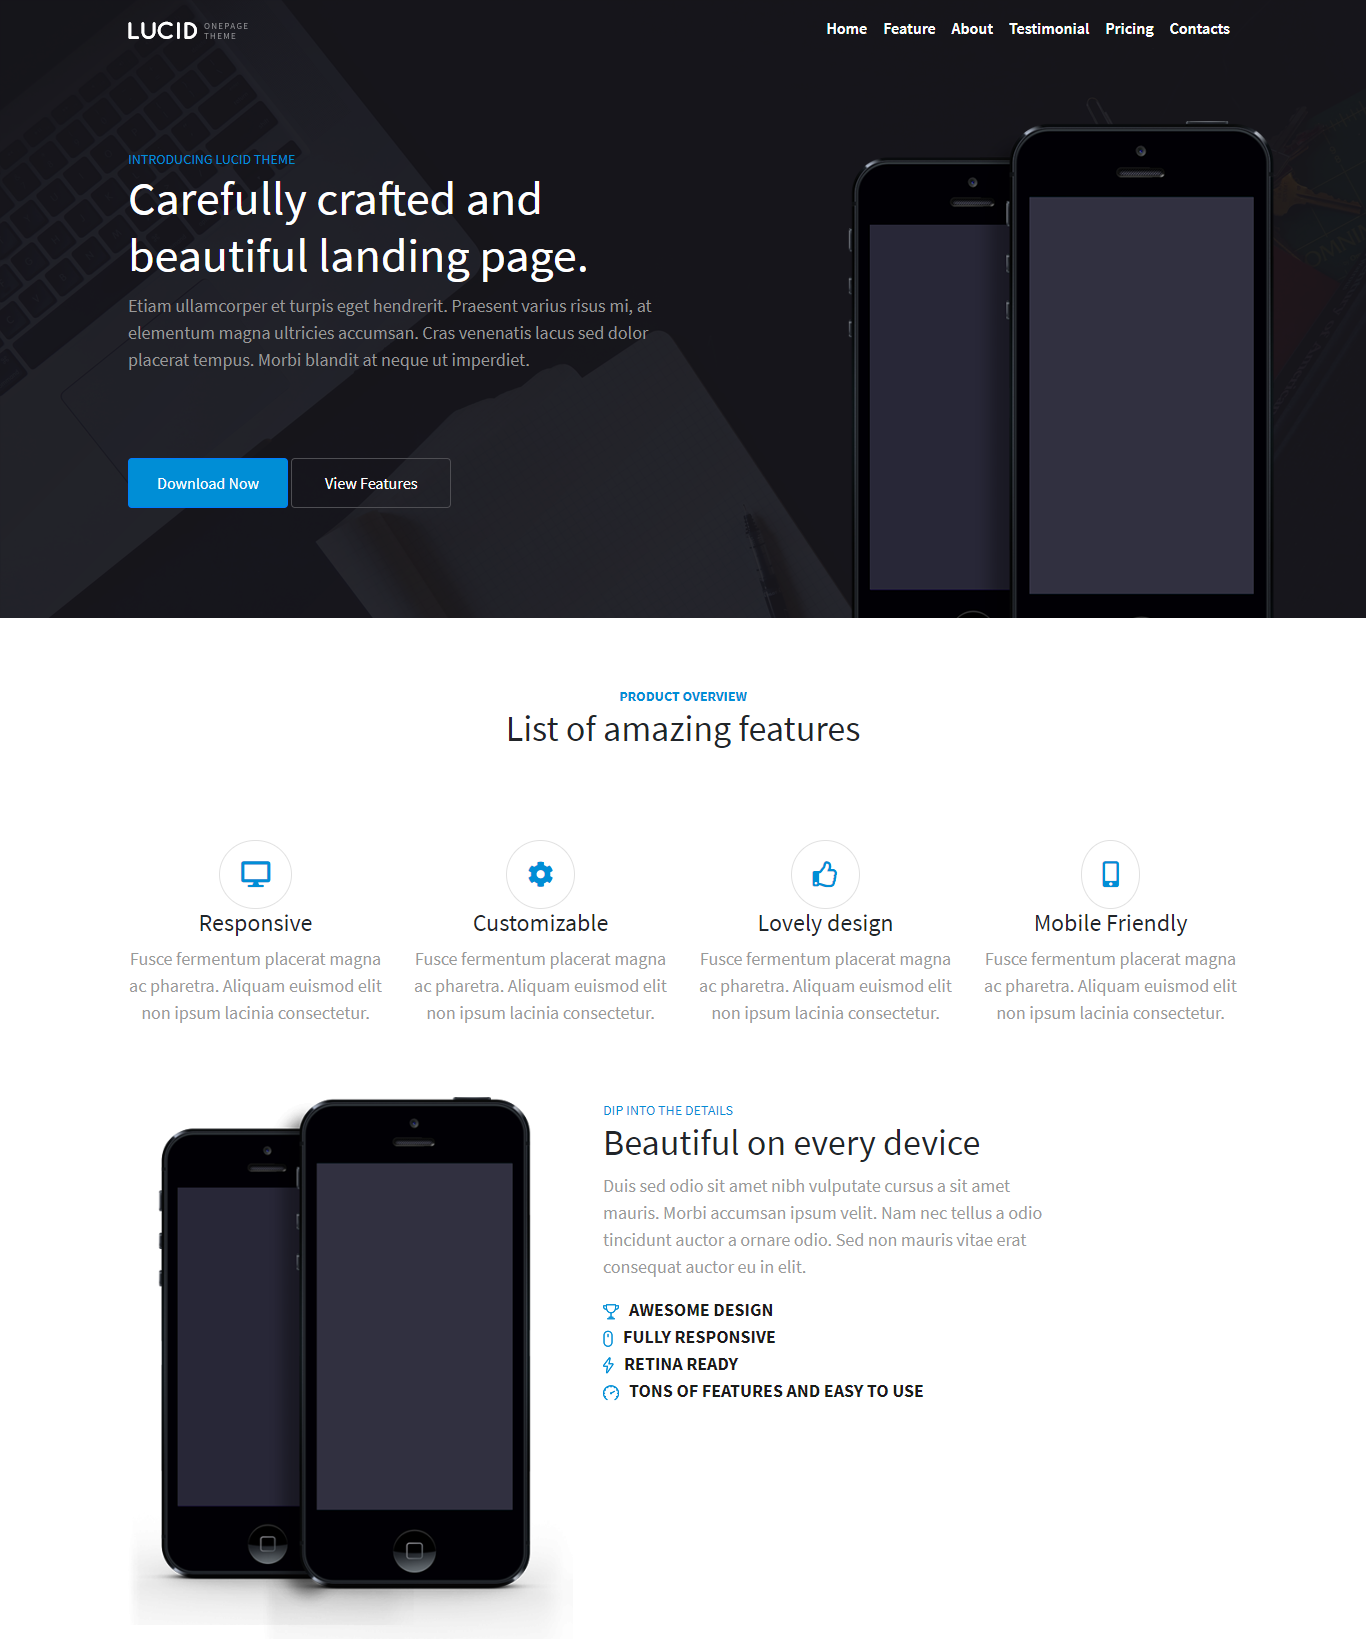 LUCID ONEPAGE THEME
Home Feature About Testimonial Pricing Contacts
INTRODUCING LUCID THEME
Carefully crafted and
beautiful landing page.
Etiam ullamcorper et turpis eget hendrerit. Praesent varius risus mi, at
elementum magna ultricies accumsan. Cras venenatis lacus sed dolor
placerat tempus. Morbi blandit at neque ut imperdiet.
Download Now View Features
PRODUCT OVERVIEW
List of amazing features
Responsive
Fusce fermentum placerat magna
ac pharetra. Aliquam euismod elit
non ipsum lacinia consectetur.
Customizable
Fusce fermentum placerat magna
ac pharetra. Aliquam euismod elit
non ipsum lacinia consectetur.
Lovely design
Fusce fermentum placerat magna
ac pharetra. Aliquam euismod elit
non ipsum lacinia consectetur.
Mobile Friendly
Fusce fermentum placerat magna
ac pharetra. Aliquam euismod elit
non ipsum lacinia consectetur.
DIP INTO THE DETAILS
Beautiful on every device
Duis sed odio sit amet nibh vulputate cursus a sit amet
mauris. Morbi accumsan ipsum velit. Nam nec tellus a odio
tincidunt auctor a ornare odio. Sed non mauris vitae erat
consequat auctor eu in elit.
AWESOME DESIGN
FULLY RESPONSIVE
RETINA READY
TONS OF FEATURES AND EASY TO USE